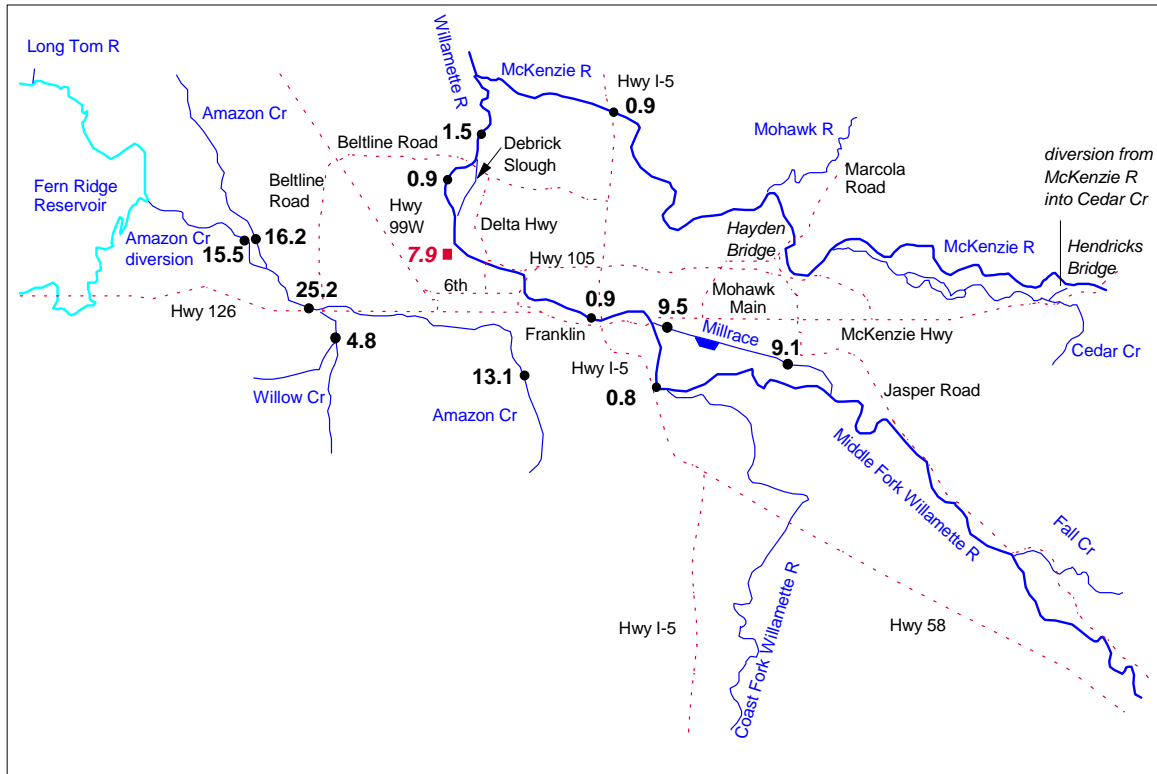 Long Tom R
Willamette R
McKenzie R
Hwy I-5
0.9
Amazon Cr
1.5
Debrick
Slough
Beltline Road
Mohawk R
Marcola
Road
diversion from
McKenzie R
into Cedar Cr
Fern Ridge
Reservoir
Beltline
Road
0.9
Hwy
99W
Delta Hwy
Hayden
Bridge
McKenzie R
Hendricks
Bridge
16.2
15.5
Amazon Cr
diversion
7.9
Hwy 105
6th
25.2
Hwy 126
0.9
9.5
Mohawk
Main
Franklin
Millrace
McKenzie Hwy
Cedar Cr
4.8
9.1
Willow Cr
13.1
Amazon Cr
Hwy I-5
0.8
Jasper Road
Middle Fork Willamette R
Fall Cr
Coast Fork Willamette R
Hwy I-5
Hwy 58